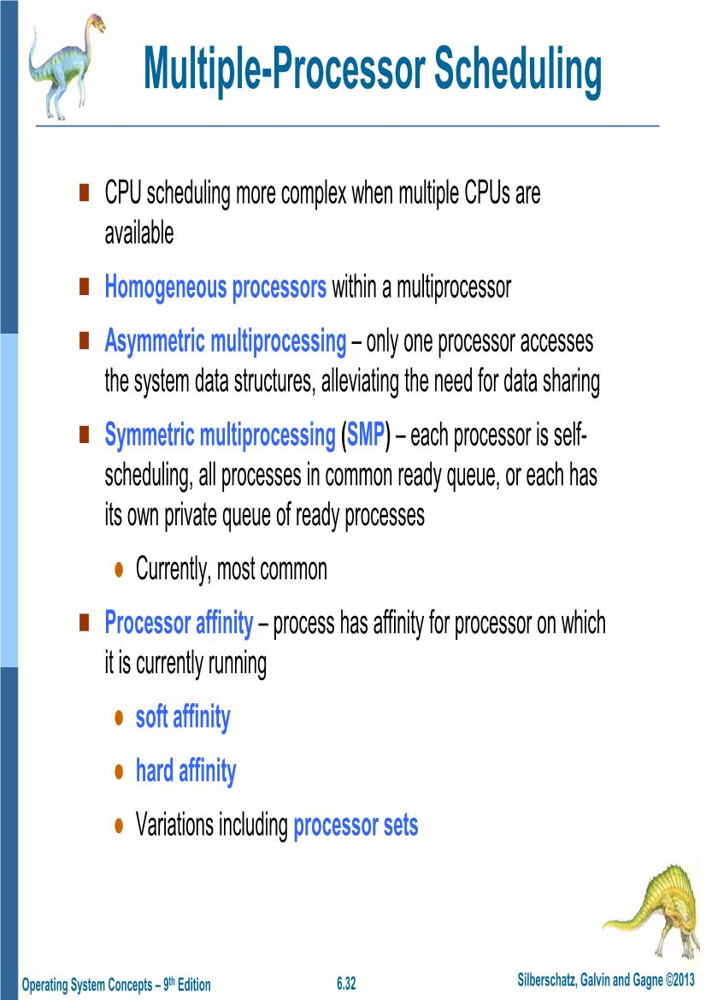 Multiple-Processor Scheduling
CPU scheduling more complex when multiple CPUs are
available
Homogeneous processors within a multiprocessor
Asymmetric multiprocessing – only one processor accesses
the system data structures, alleviating the need for data sharing
Symmetric multiprocessing (SMP) – each processor is self-
scheduling, all processes in common ready queue, or each has
its own private queue of ready processes
Currently, most common
Processor affinity – process has affinity for processor on which
it is currently running
soft affinity
hard affinity
Variations including processor sets
Operating System Concepts – 9th Edition
6.32
Silberschatz, Galvin and Gagne ©2013